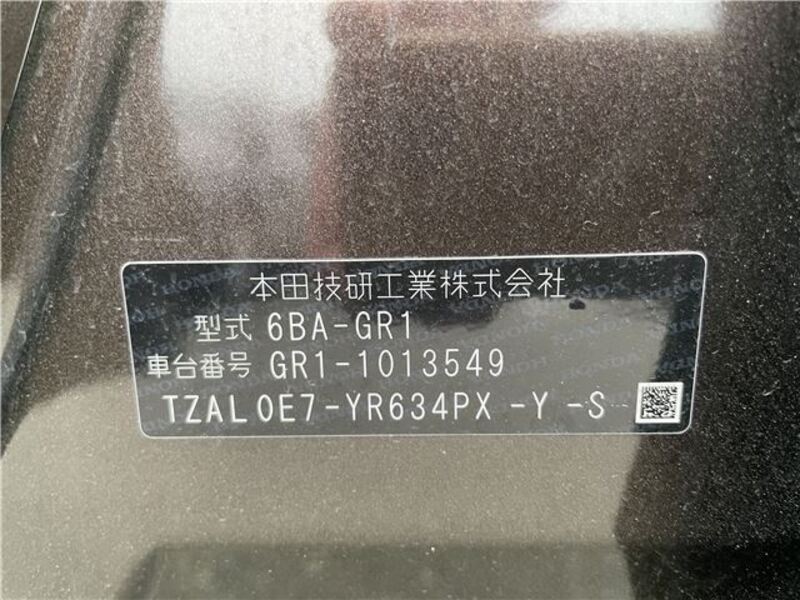 本田技研工業株式会社
型式 6BA-GR1
車台番号 GR1-1013549
TZAL0E7-YR634PX -Y -S